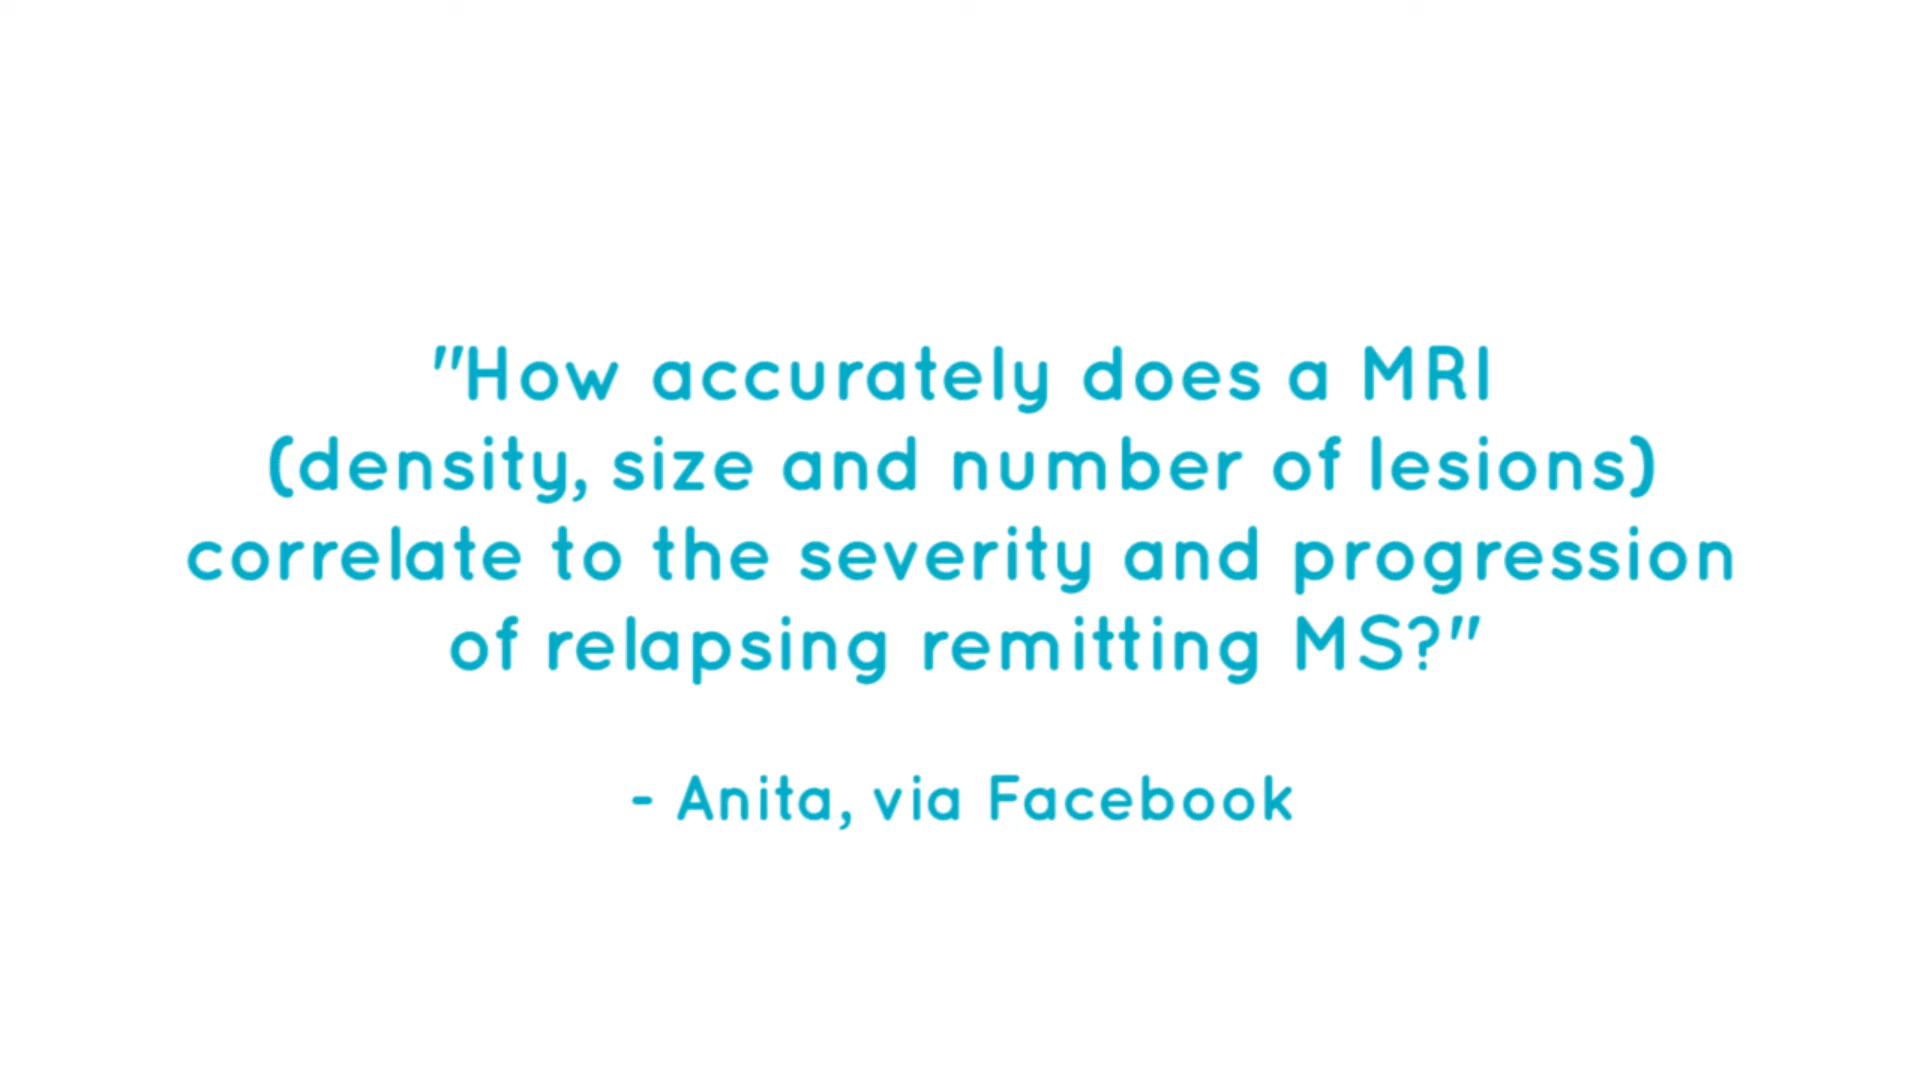 "How accurately does a MRI
(density, size and number of lesions)
correlate to the severity and progression
of relapsing remitting MS?"
- Anita, via Facebook